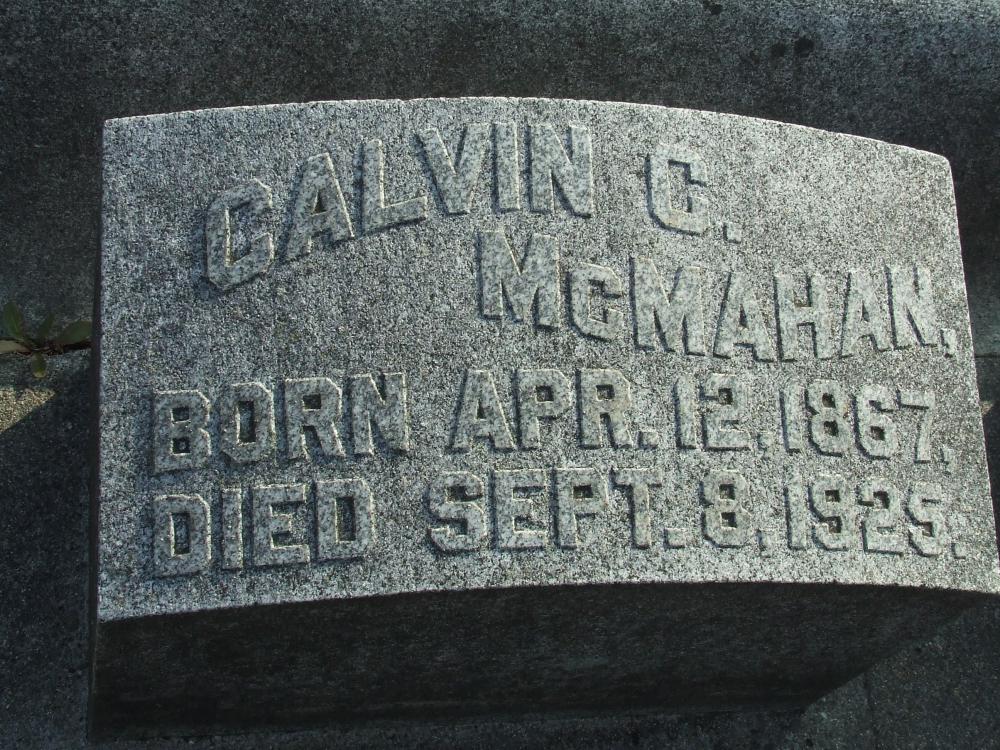 CALVIN C.
McMAHAN,
BORN APR. 12, 1867,
DIED SEPT. 8, 1925.